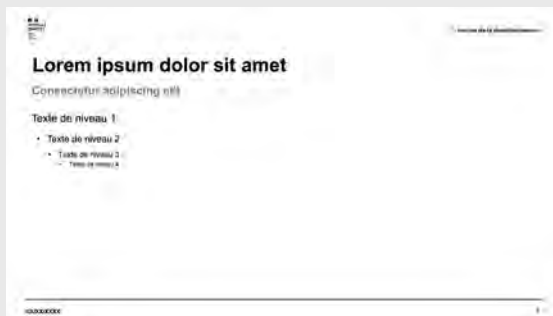 Lorem ipsum dolor sit amet
Consectetur adipiscing elit
Texte de niveau 1
• Texte de niveau 2
• Texte de niveau 3
- Texte de niveau 4